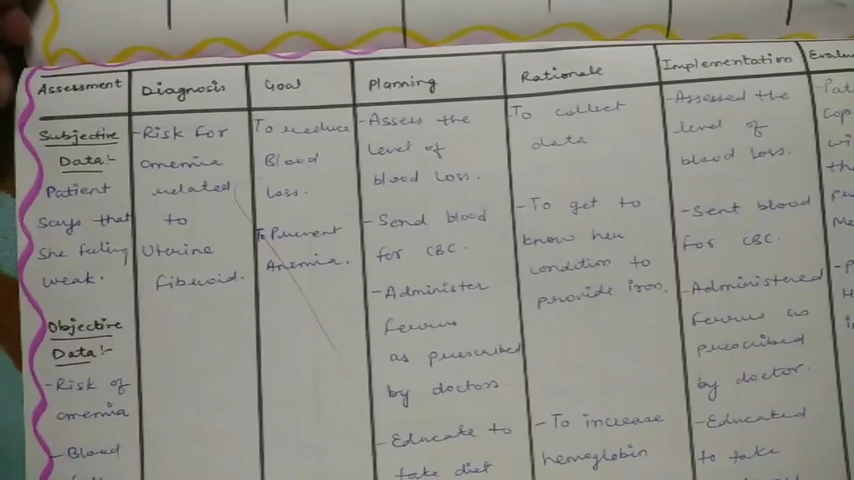 Assessment
Subjective
Data:-
Patient
says that
she feeling
weak.
Objective
Data:-
-Risk of
anemia
-Blood
Diagnosis
-Risk for
anemia
related
to
Uterine
fiberoid.
Goal
To reduce
Blood
loss.
To Prevent
Anemia.
Planning
-Assess the
level of
blood loss.
-Send blood
for CBC.
-Administer
ferrus
as prescribed
by doctors.
-Educate to
take diet
Rationale
To collect
data
-To get to
know her
condition to
provide iron.
-To increase
hemoglobin
Implementation
-Assessed the
level of
blood loss.
-Sent blood
for CBC.
-Administered
ferrus as
prescribed
by doctor.
-Educated
to take